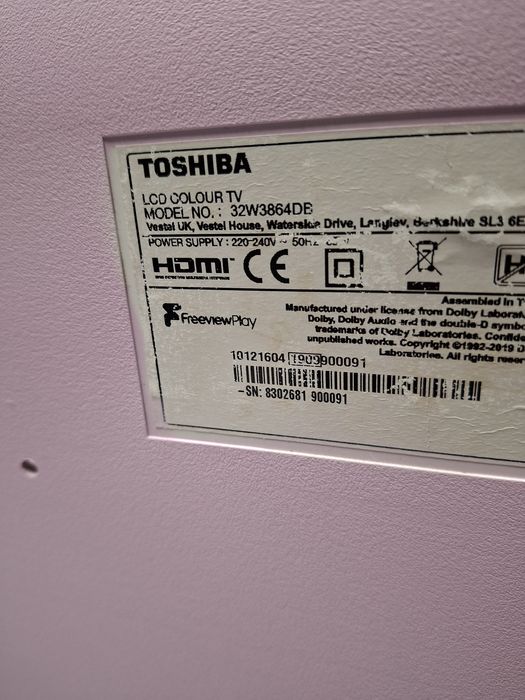 TOSHIBA
LCD COLOUR TV
MODEL NO. : 32W3864DB
Vestel UK, Vestel House, Waterside Drive, Langley, Berkshire SL3 6E
POWER SUPPLY : 220-240V ~ 50Hz
HDMI CE
Assembled in T
FreeviewPlay
Manufactured under license from Dolby Laborat
Dolby, Dolby Audio and the double-D symbo
trademarks of Dolby Laboratories. Confide
unpublished works. Copyright ©1992-2019 D
Laboratories. All rights reser
10121604 1909 900091
-SN: 8302681 900091